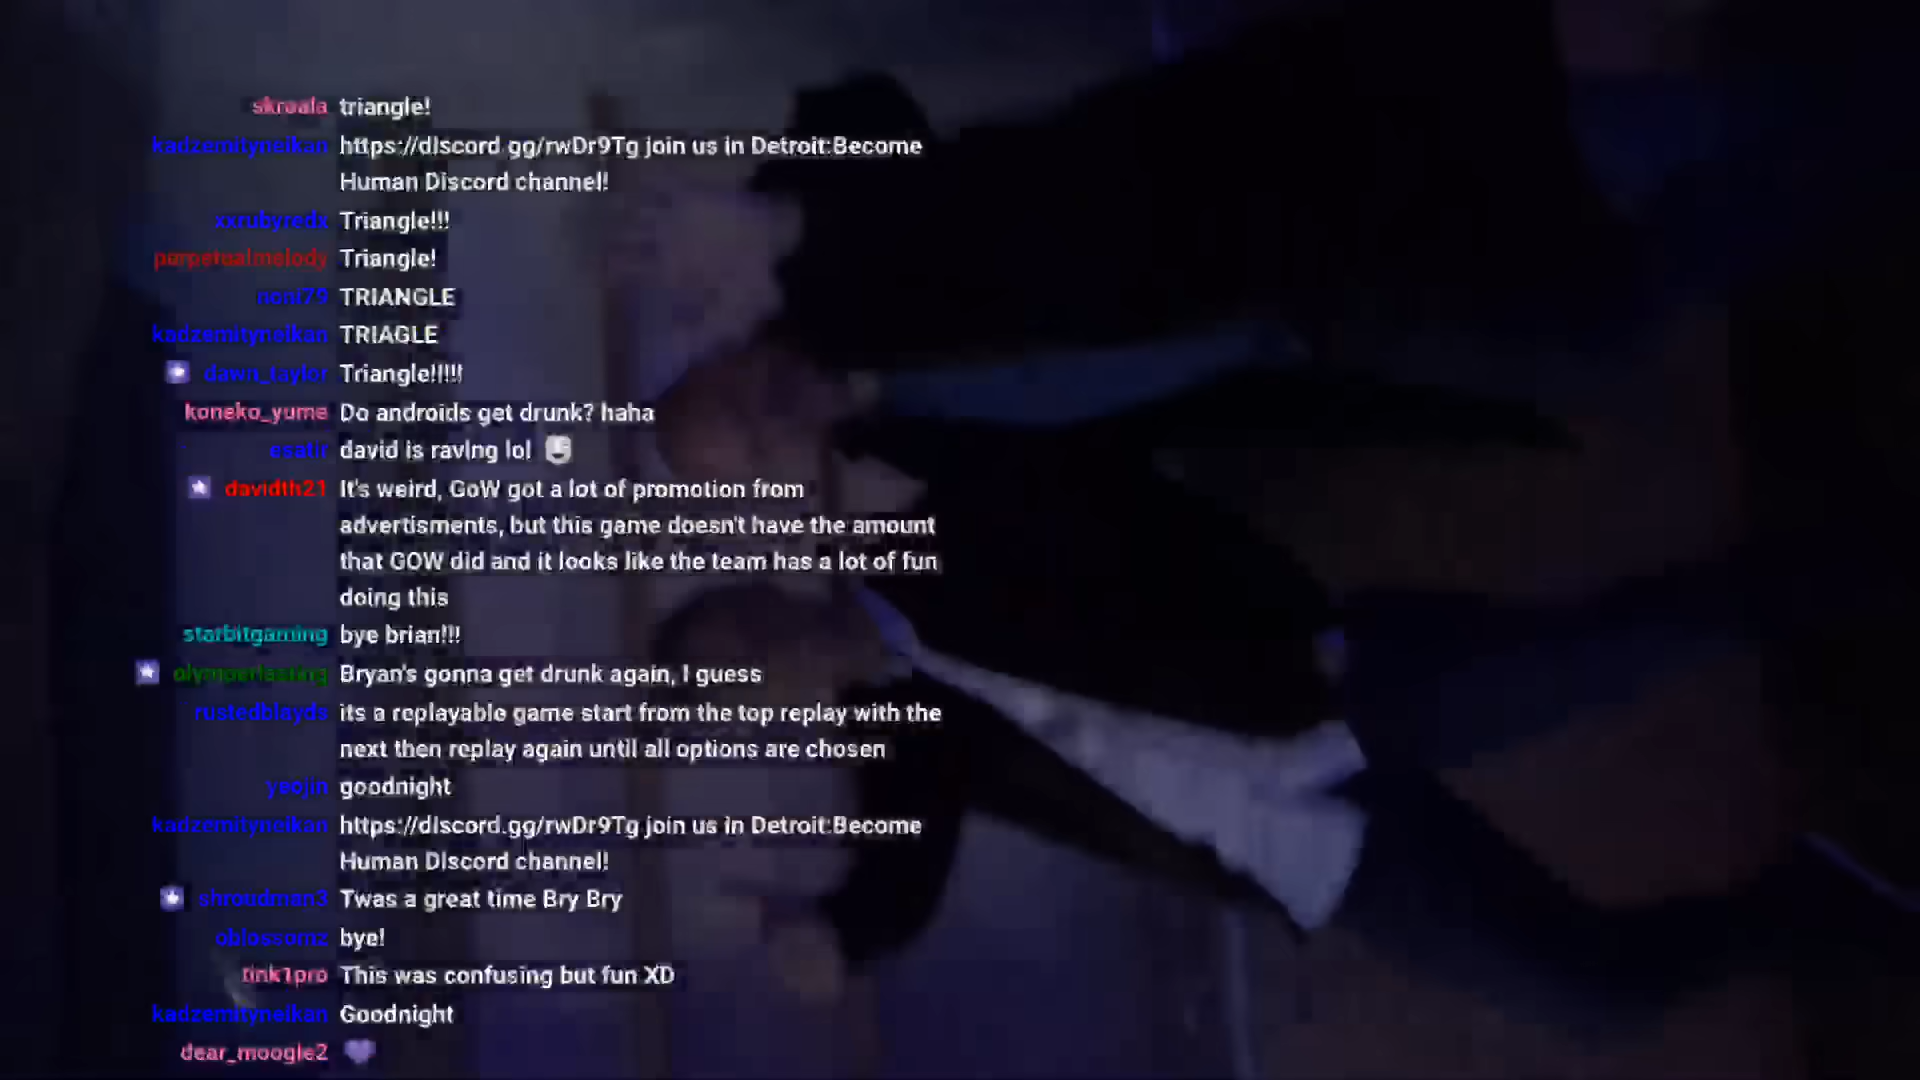 skroala triangle!
kadzemityneikan https://discord.gg/rwDr9Tg join us in Detroit:Become
Human Discord channel!
xxrubyredx Triangle!!!
perpetualmelody Triangle!
noni79 TRIANGLE
kadzemityneikan TRIAGLE
dawn_taylor Triangle!!!!!
koneko_yume Do androids get drunk? haha
esatir david is raving lol
davidth21 It's weird, GoW got a lot of promotion from
advertisments, but this game doesn't have the amount
that GOW did and it looks like the team has a lot of fun
doing this
starbitgaming bye brian!!!
olymperlasting Bryan's gonna get drunk again, I guess
rustedblayds its a replayable game start from the top replay with the
next then replay again until all options are chosen
yeojin goodnight
kadzemityneikan https://discord.gg/rwDr9Tg join us in Detroit:Become
Human Discord channel!
shroudman3 Twas a great time Bry Bry
oblossomz bye!
tink1pro This was confusing but fun XD
kadzemityneikan Goodnight
dear_moogle2